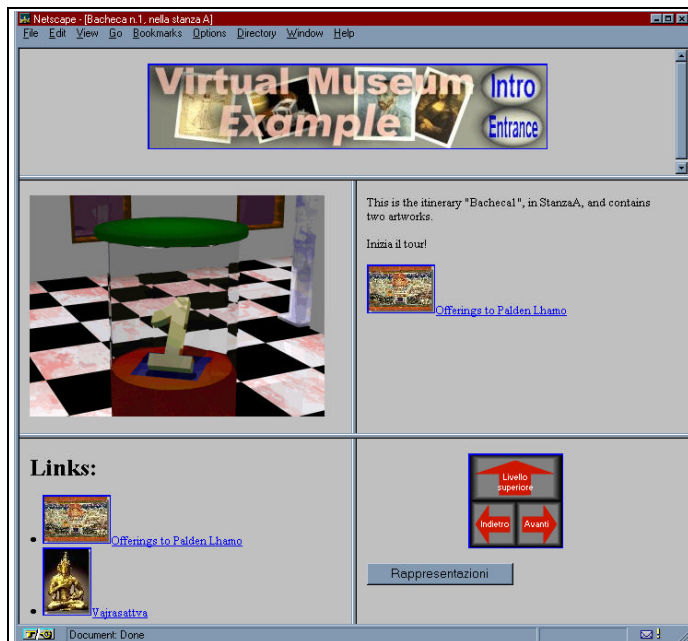 Netscape - [Bacheca n.1, nella stanza A]
File Edit View Go Bookmarks Options Directory Window Help
Virtual Museum
Example
Intro
Entrance
1
This is the itinerary "Bacheca1", in StanzaA, and contains
two artworks.
Inizia il tour!
Offerings to Palden Lhamo
Links:
Offerings to Palden Lhamo
Vajrasattva
Livello
superiore
Indietro Avanti
Rappresentazioni
Document: Done